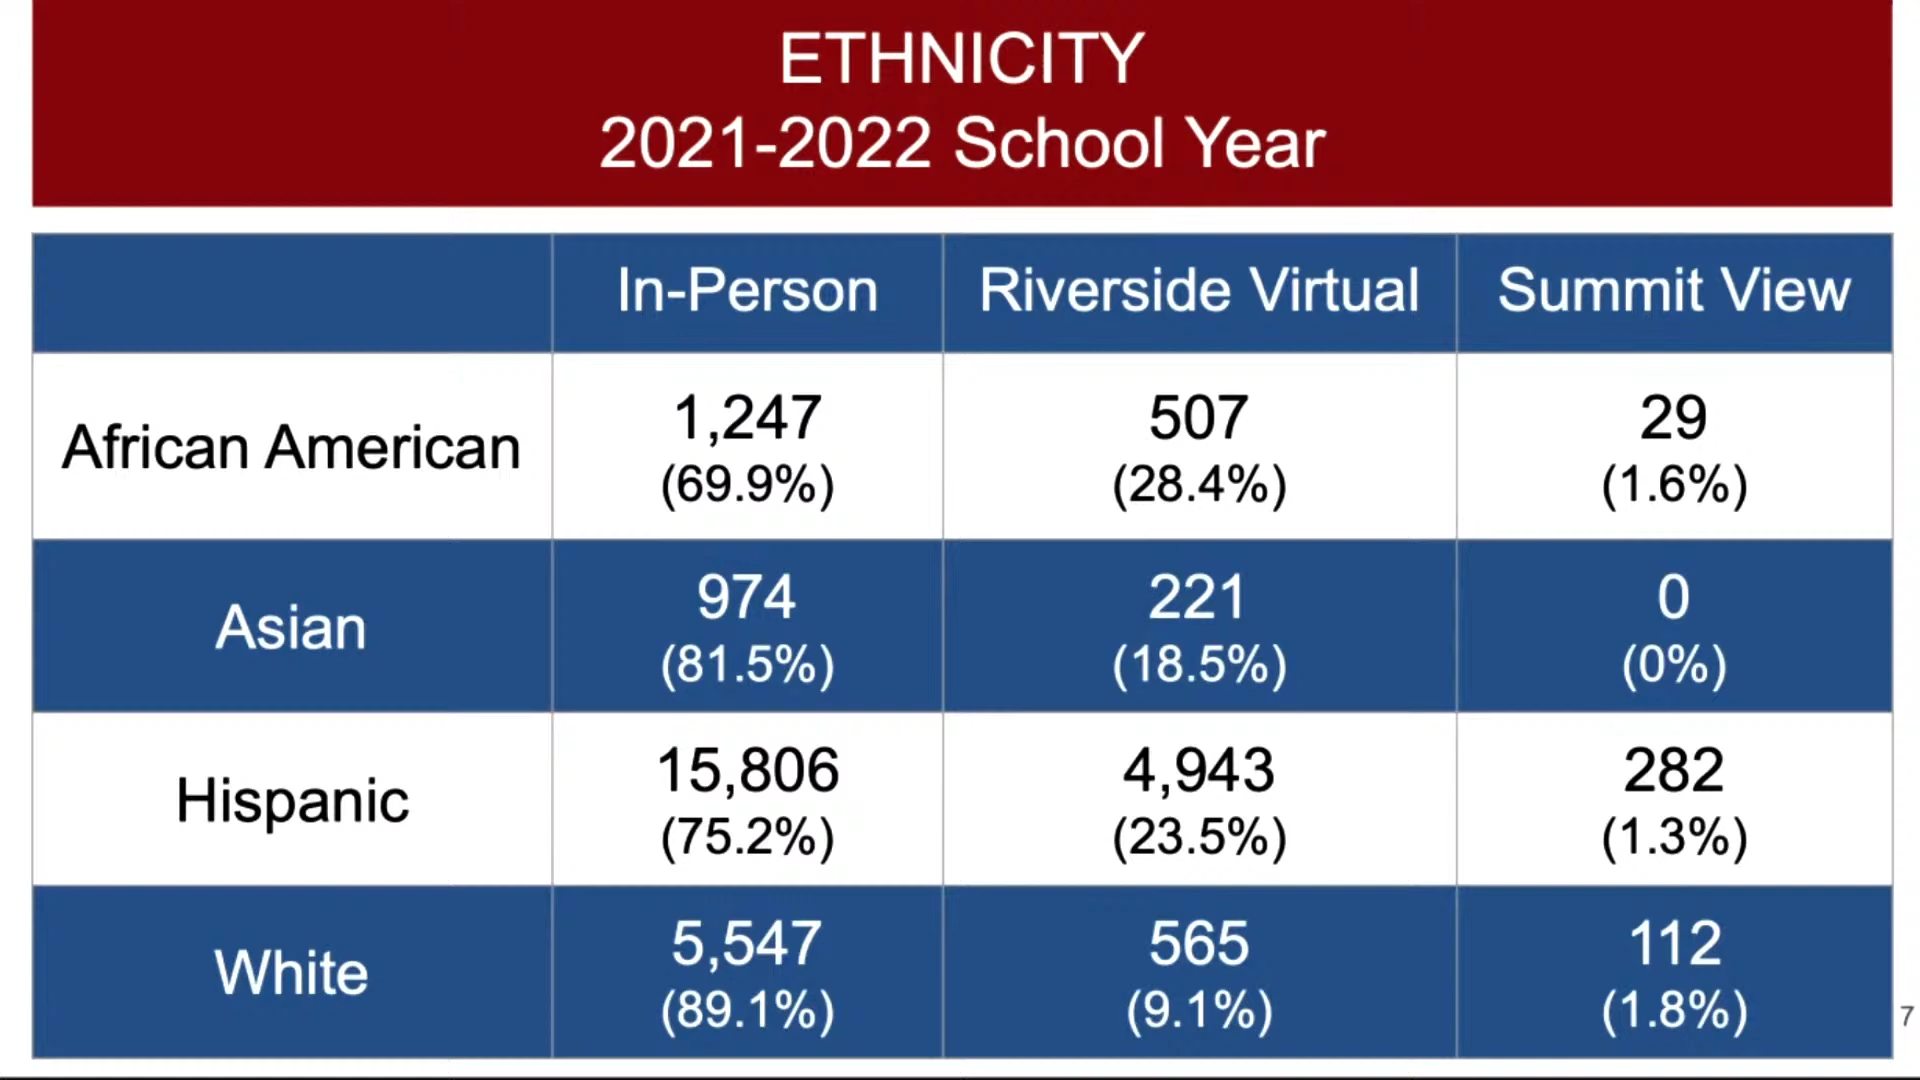 ETHNICITY
2021-2022 School Year
In-Person Riverside Virtual Summit View
African American 1,247 507 29
(69.9%) (28.4%) (1.6%)
Asian 974 221 0
(81.5%) (18.5%) (0%)
Hispanic 15,806 4,943 282
(75.2%) (23.5%) (1.3%)
White 5,547 565 112
(89.1%) (9.1%) (1.8%)
7